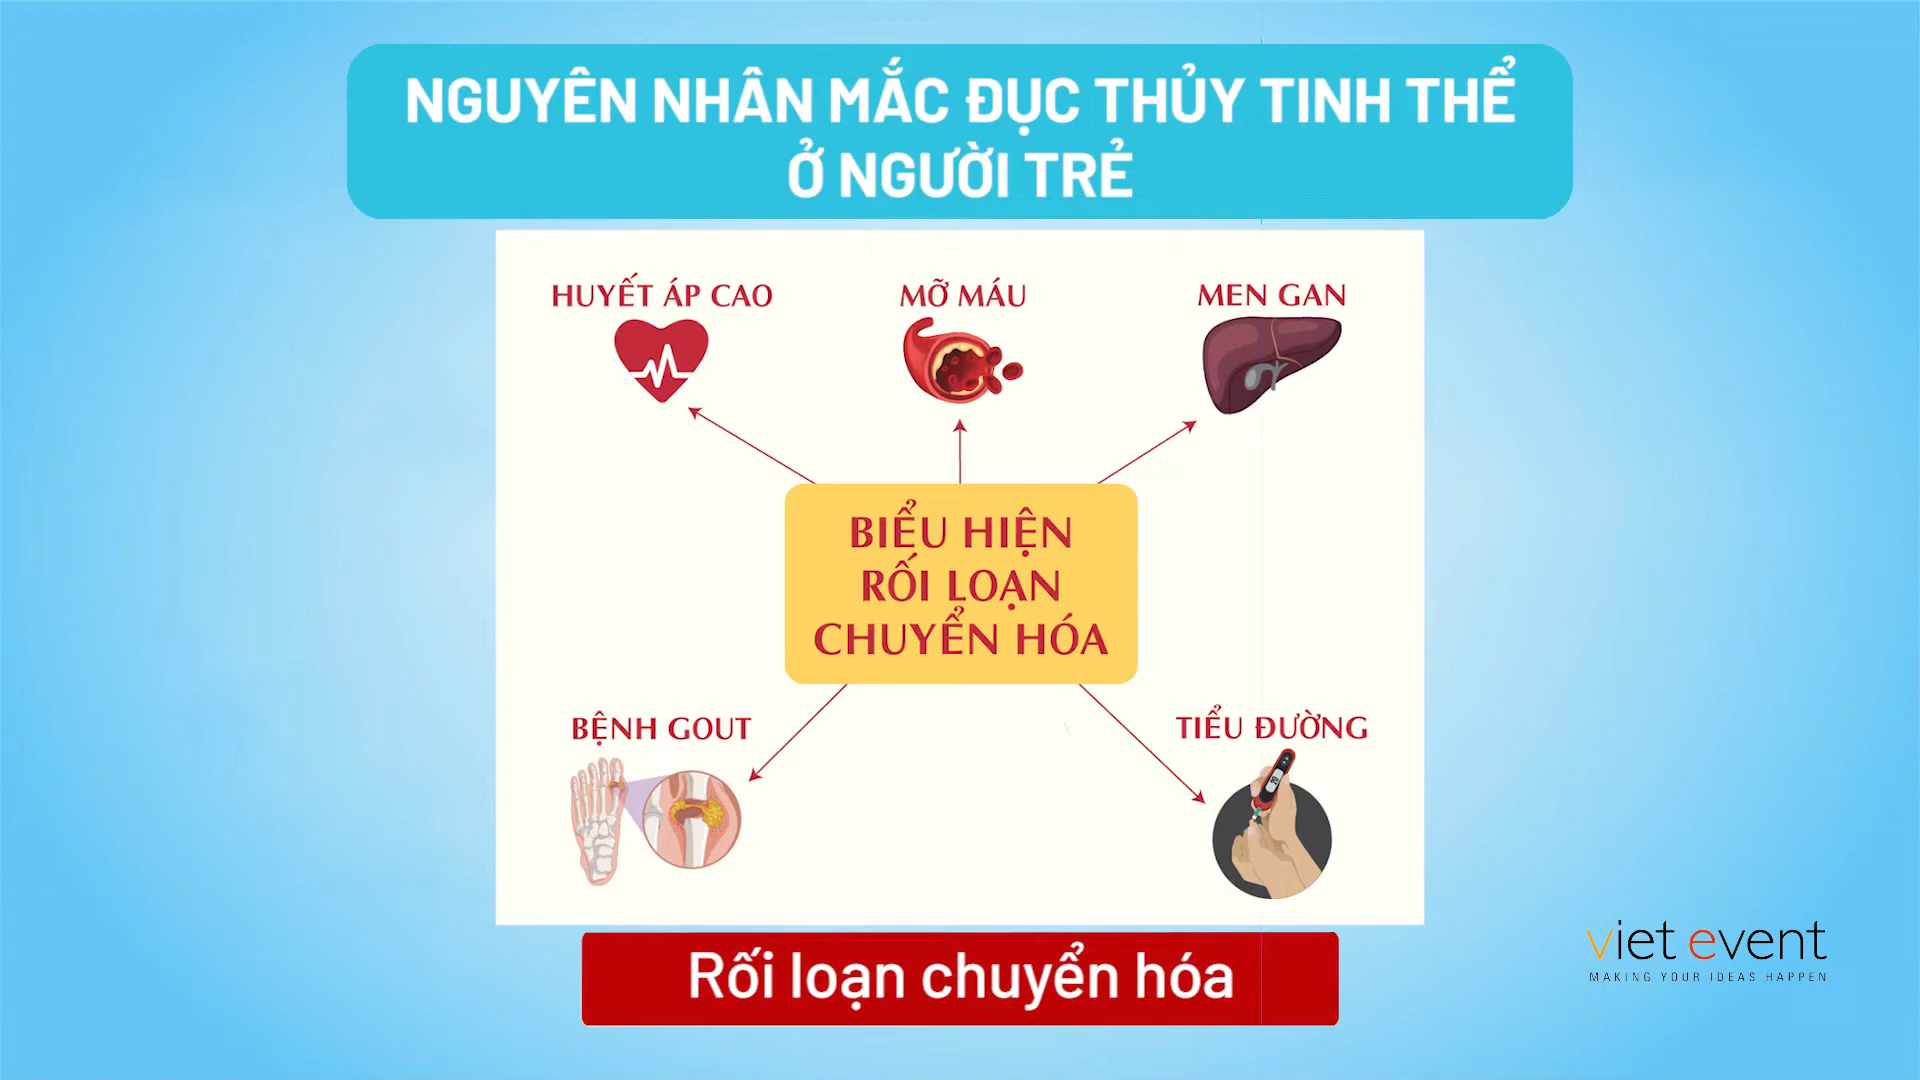 NGUYÊN NHÂN MẮC ĐỤC THỦY TINH THỂ
Ở NGƯỜI TRẺ
HUYẾT ÁP CAO
MỠ MÁU
MEN GAN
BIỂU HIỆN
RỐI LOẠN
CHUYỂN HÓA
BỆNH GOUT
TIỂU ĐƯỜNG
Rối loạn chuyển hóa
viet event
MAKING YOUR IDEAS HAPPEN